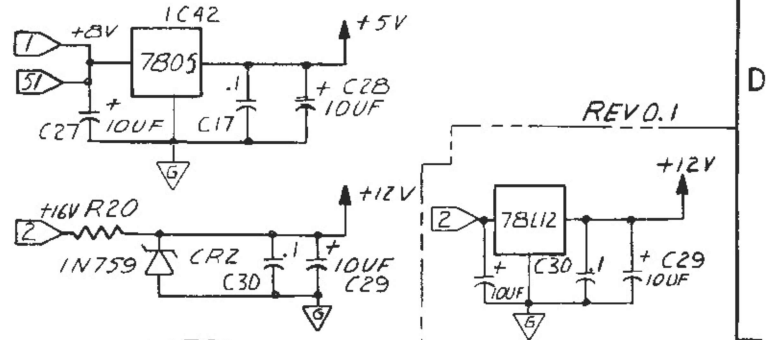 IC42
+8V
+5V
1
7805
51
.1
+ C28
10UF
+
C27 10UF
C17
G
D
REV 0.1
+16V R20
+12V
2
1N759
CR2
C30 .1
+
10UF
C29
G
+12V
2
78L12
+
10UF
C30 .1
+ C29
10UF
G